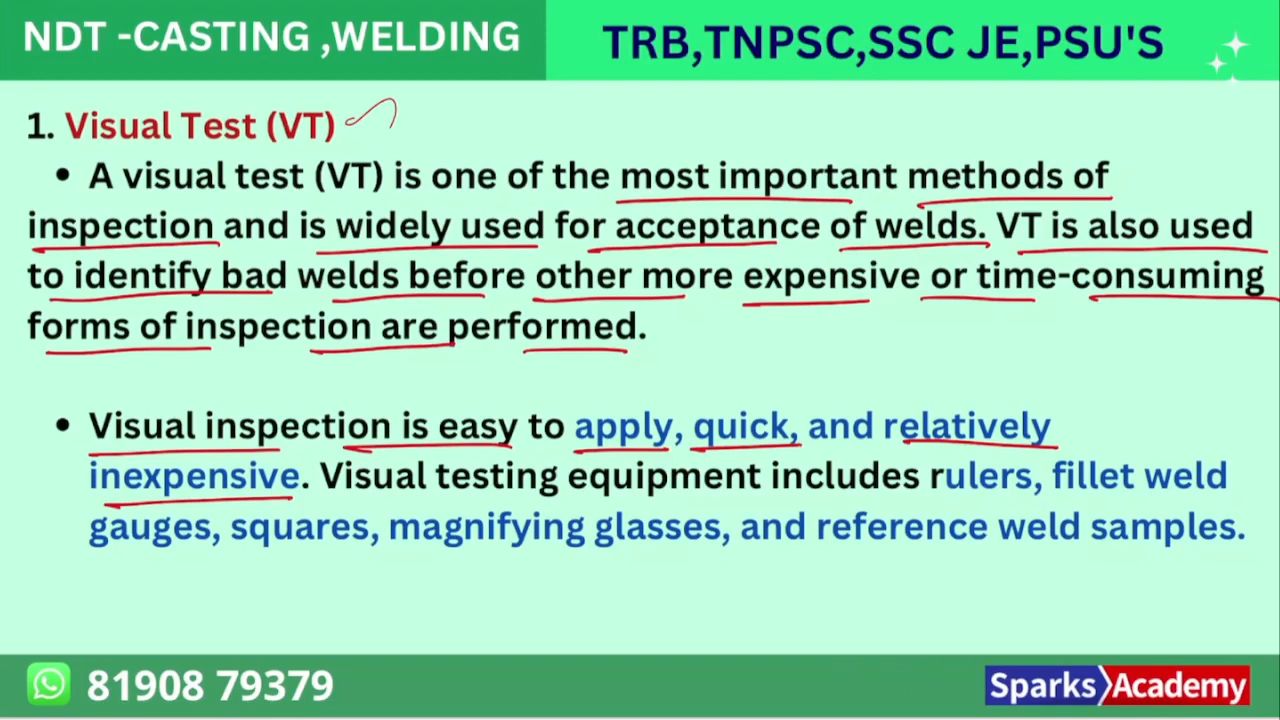 NDT -CASTING ,WELDING
TRB,TNPSC,SSC JE,PSU'S
1. Visual Test (VT)
• A visual test (VT) is one of the most important methods of
inspection and is widely used for acceptance of welds. VT is also used
to identify bad welds before other more expensive or time-consuming
forms of inspection are performed.
• Visual inspection is easy to apply, quick, and relatively
inexpensive. Visual testing equipment includes rulers, fillet weld
gauges, squares, magnifying glasses, and reference weld samples.
81908 79379
Sparks Academy